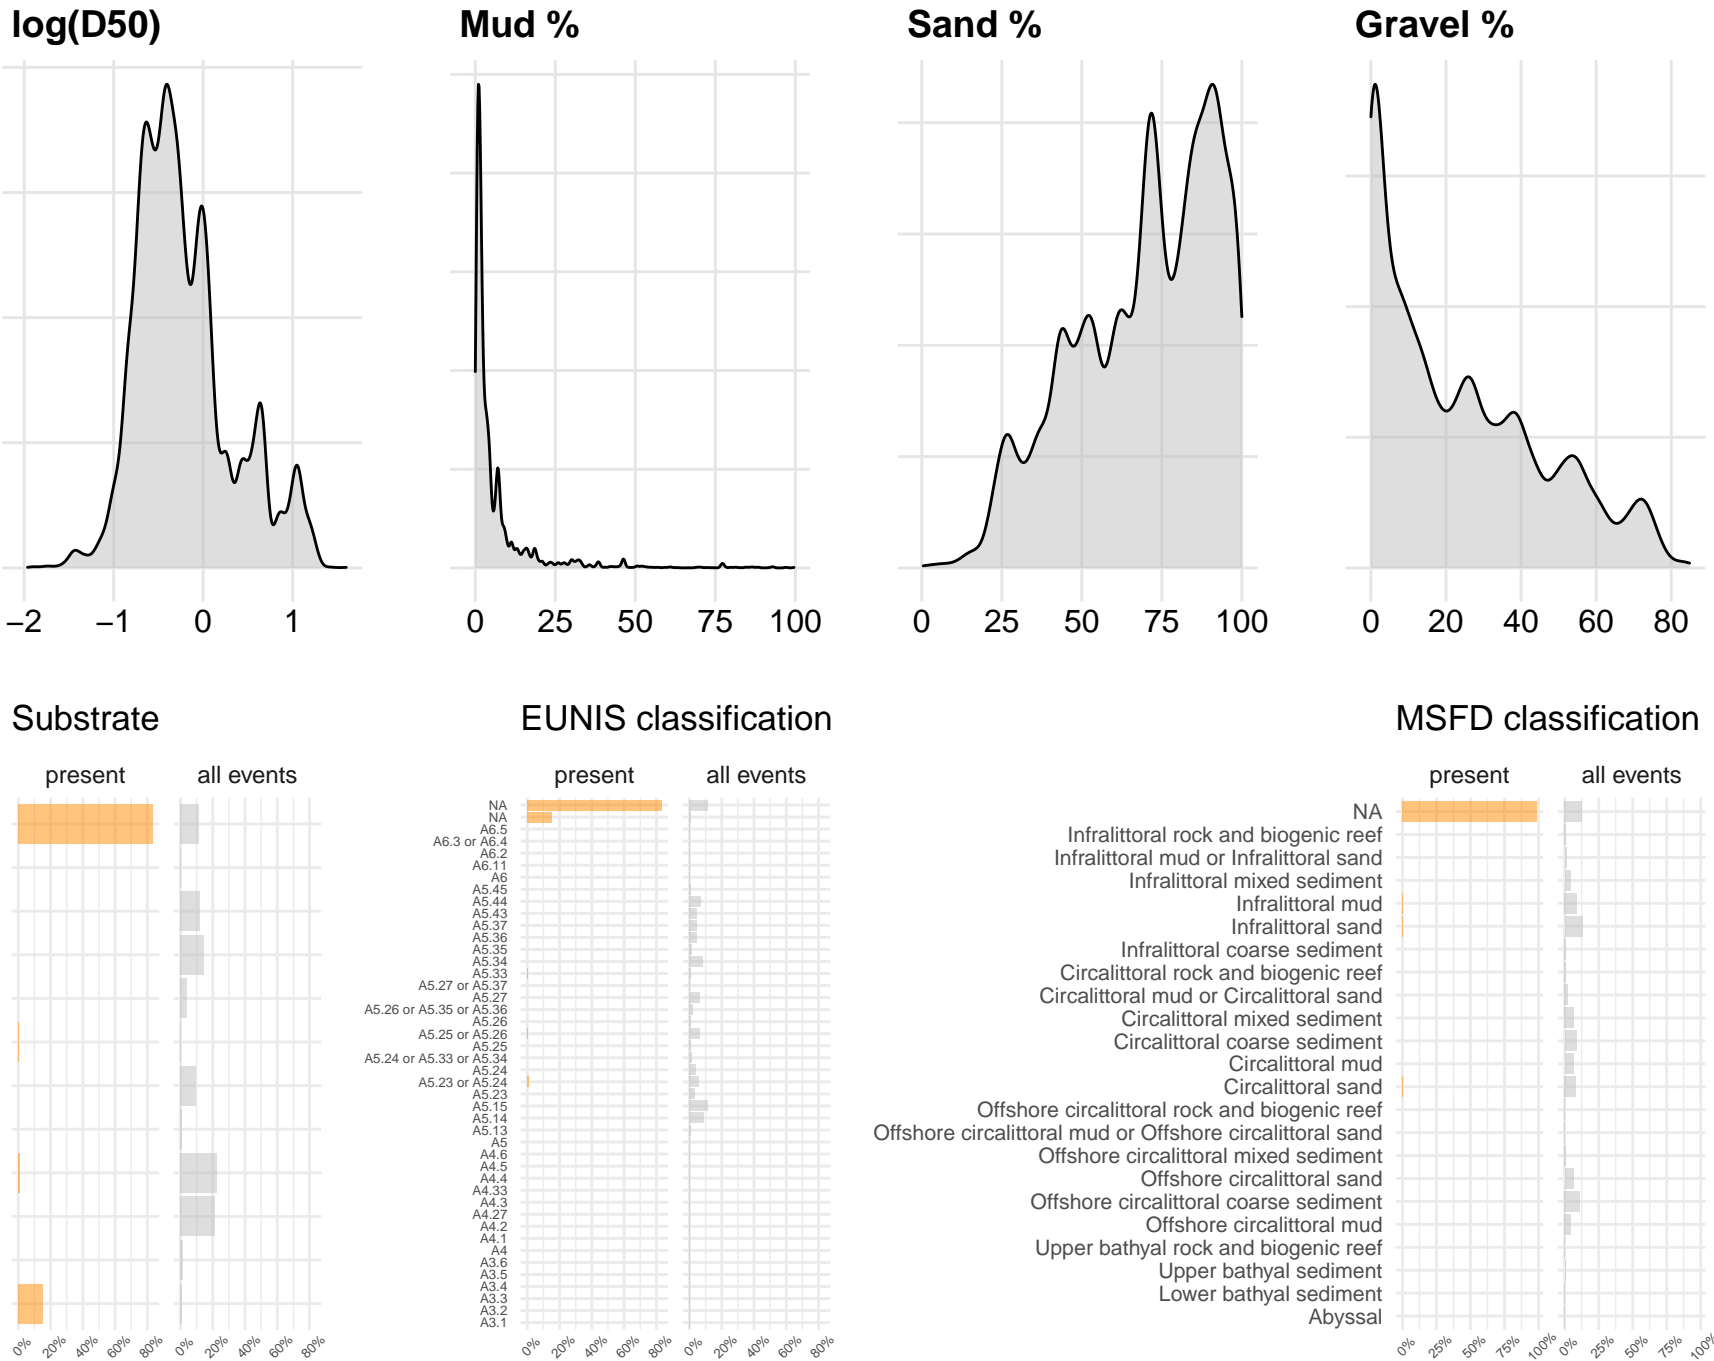 log(D50) Mud % Sand % Gravel %
−2 −1 0 1 0 25 50 75 100 0 25 50 75 100 0 20 40 60 80
Substrate EUNIS classification MSFD classification
present all events present all events present all events
NA
NA
A6.5
A6.3 or A6.4
A6.2
A6.11
A6
A5.45
A5.44
A5.43
A5.37
A5.36
A5.35
A5.34
A5.33
A5.27 or A5.37
A5.27
A5.26 or A5.35 or A5.36
A5.26
A5.25 or A5.26
A5.25
A5.24 or A5.33 or A5.34
A5.24
A5.23 or A5.24
A5.23
A5.15
A5.14
A5.13
A5
A4.6
A4.5
A4.4
A4.33
A4.3
A4.27
A4.2
A4.1
A4
A3.6
A3.5
A3.4
A3.3
A3.2
A3.1
NA
Infralittoral rock and biogenic reef
Infralittoral mud or Infralittoral sand
Infralittoral mixed sediment
Infralittoral mud
Infralittoral sand
Infralittoral coarse sediment
Circalittoral rock and biogenic reef
Circalittoral mud or Circalittoral sand
Circalittoral mixed sediment
Circalittoral coarse sediment
Circalittoral mud
Circalittoral sand
Offshore circalittoral rock and biogenic reef
Offshore circalittoral mud or Offshore circalittoral sand
Offshore circalittoral mixed sediment
Offshore circalittoral sand
Offshore circalittoral coarse sediment
Offshore circalittoral mud
Upper bathyal rock and biogenic reef
Upper bathyal sediment
Lower bathyal sediment
Abyssal
0% 20% 40% 60% 80% 0% 20% 40% 60% 80% 0% 20% 40% 60% 80% 0% 20% 40% 60% 80% 0% 25% 50% 75% 100% 0% 25% 50% 75% 100%